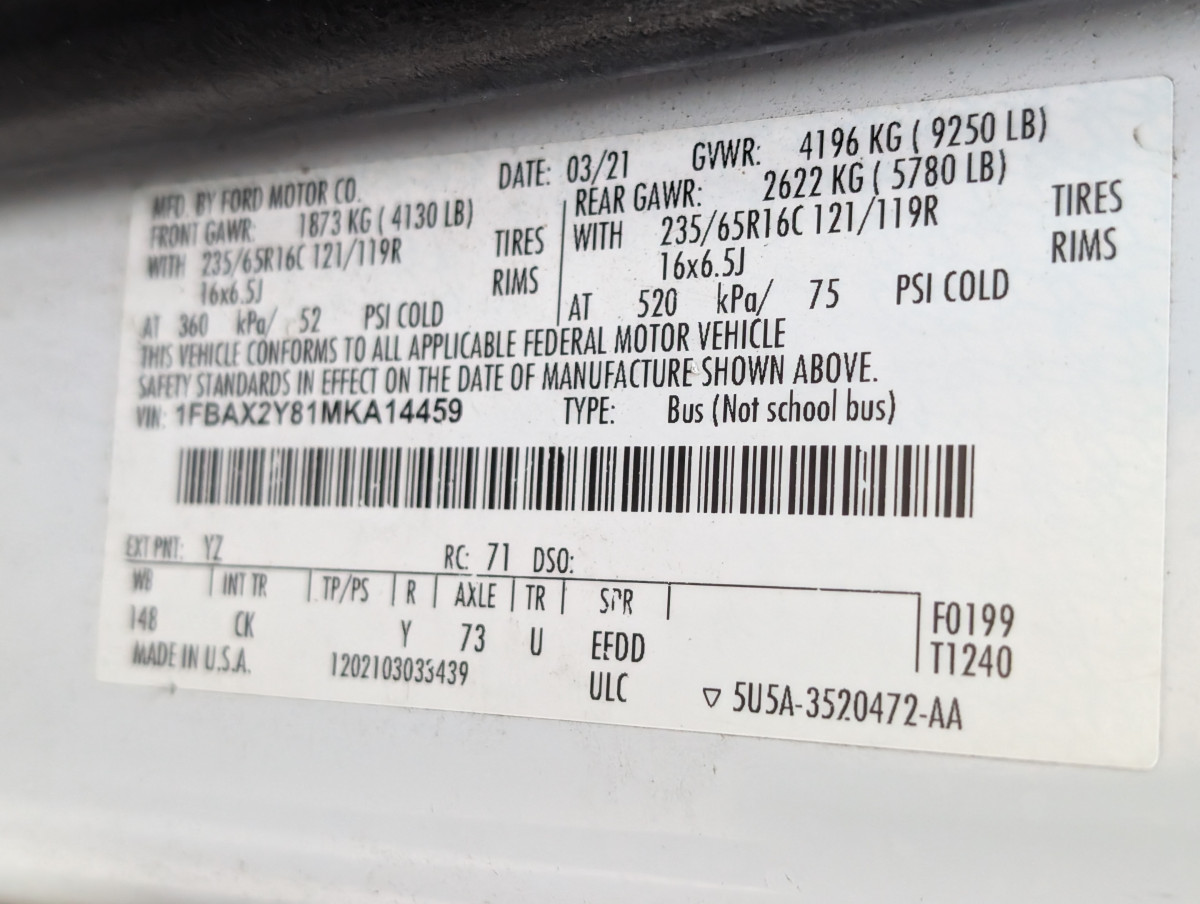 MFD. BY FORD MOTOR CO. DATE: 03/21 GVWR: 4196 KG ( 9250 LB)
FRONT GAWR: 1873 KG ( 4130 LB) REAR GAWR: 2622 KG ( 5780 LB)
WITH 235/65R16C 121/119R TIRES WITH 235/65R16C 121/119R TIRES
16x6.5J RIMS 16x6.5J RIMS
AT 360 kPa/ 52 PSI COLD AT 520 kPa/ 75 PSI COLD
THIS VEHICLE CONFORMS TO ALL APPLICABLE FEDERAL MOTOR VEHICLE
SAFETY STANDARDS IN EFFECT ON THE DATE OF MANUFACTURE SHOWN ABOVE.
VIN: 1FBAX2Y81MKA14459 TYPE: Bus (Not school bus)
EXT PNT: YZ RC: 71 DSO:
WB INT TR TP/PS R AXLE TR SPR F0199
148 CK Y 73 U EFDD T1240
MADE IN U.S.A. ULC ▽ 5U5A-3520472-AA